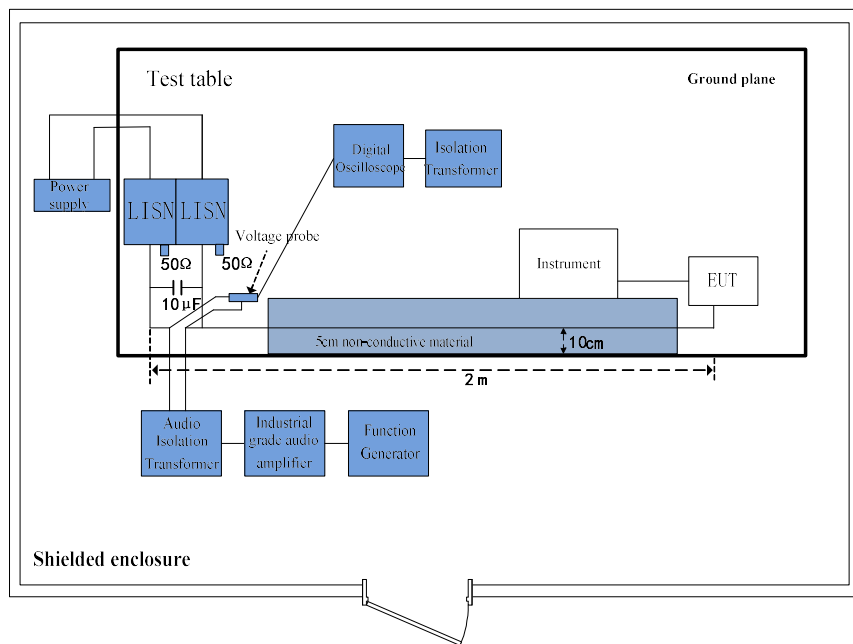 Test table
Ground plane
Digital
Oscilloscope
Isolation
Transformer
Power
supply
LISN
LISN
Voltage probe
50Ω
50Ω
10μF
Instrument
EUT
5cm non-conductive material
10cm
2 m
Audio
Isolation
Transformer
Industrial
grade audio
amplifier
Function
Generator
Shielded enclosure